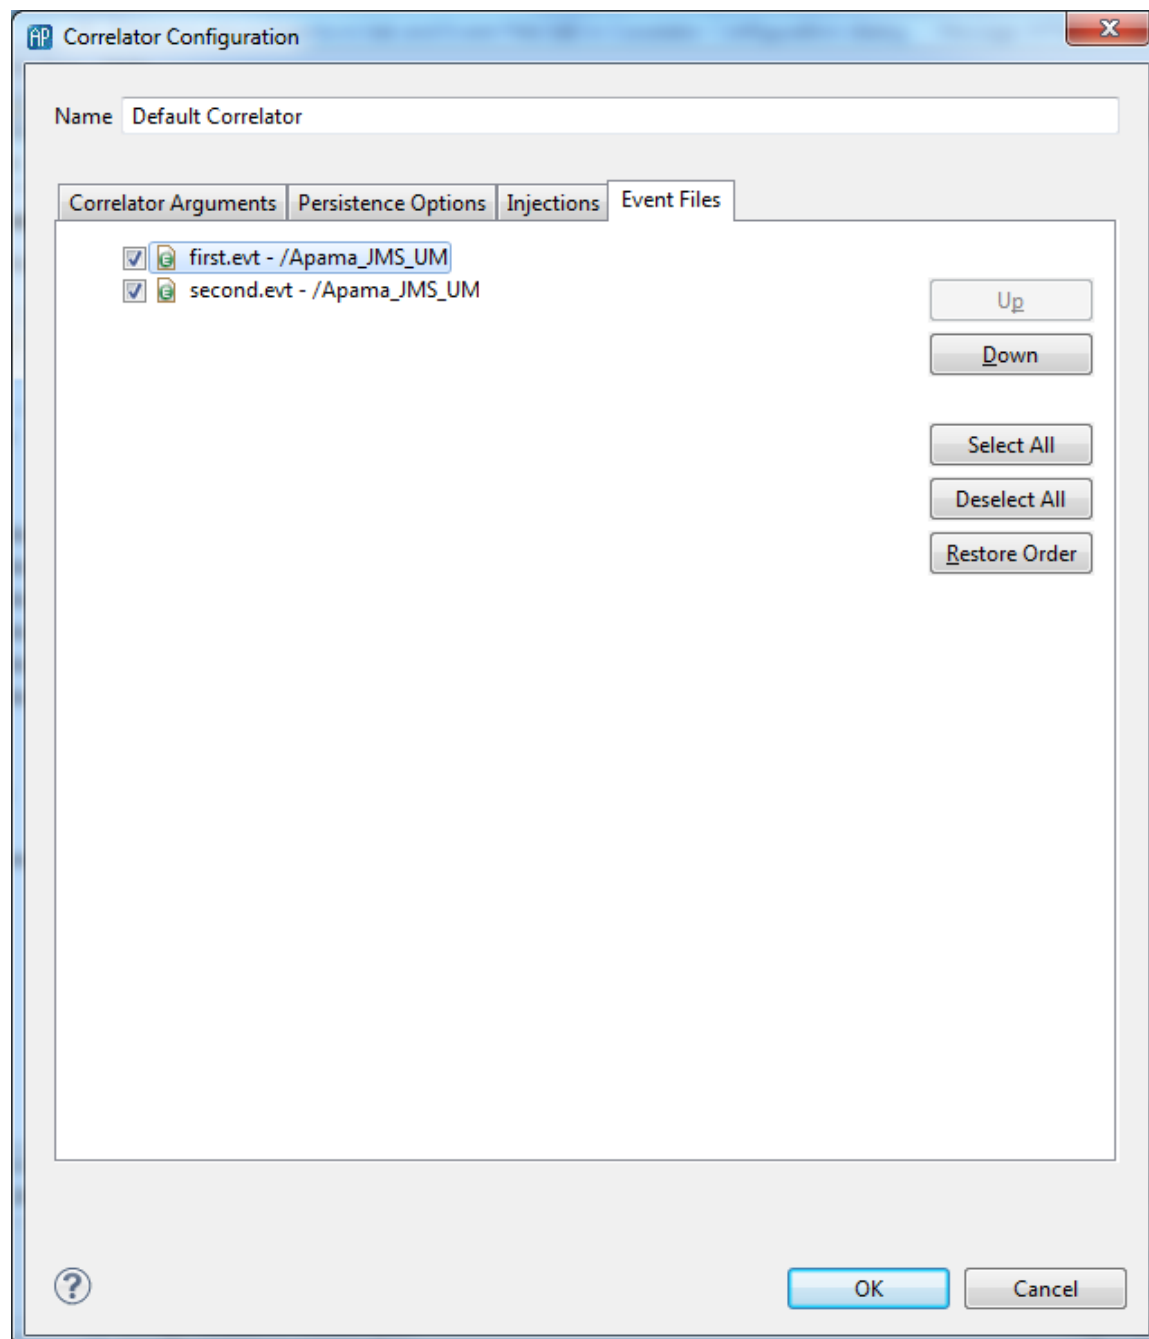 AP Correlator Configuration
Name Default Correlator
Correlator Arguments Persistence Options Injections Event Files
first.evt - /Apama_JMS_UM
second.evt - /Apama_JMS_UM
Up
Down
Select All
Deselect All
Restore Order
? OK Cancel